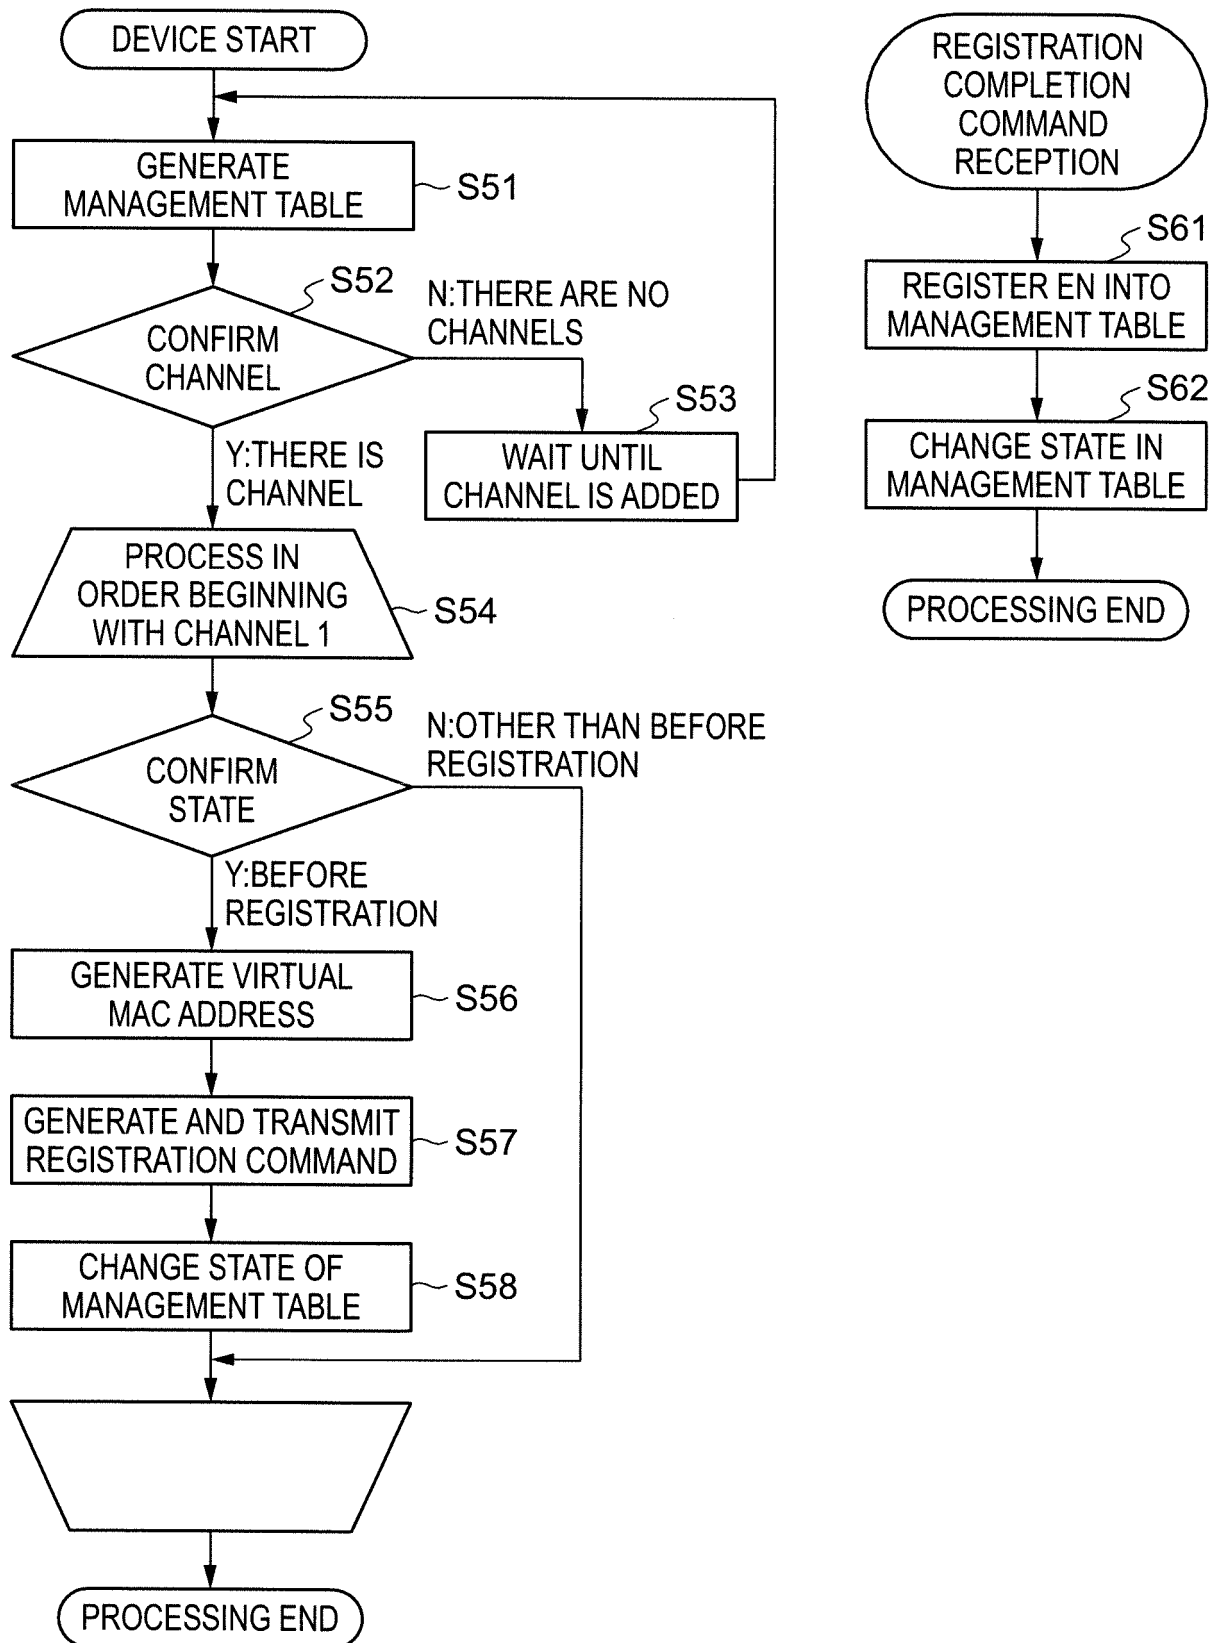 DEVICE START
GENERATE
MANAGEMENT TABLE
S51
S52
CONFIRM
CHANNEL
N:THERE ARE NO
CHANNELS
S53
WAIT UNTIL
CHANNEL IS ADDED
Y:THERE IS
CHANNEL
PROCESS IN
ORDER BEGINNING
WITH CHANNEL 1
S54
S55
CONFIRM
STATE
N:OTHER THAN BEFORE
REGISTRATION
Y:BEFORE
REGISTRATION
GENERATE VIRTUAL
MAC ADDRESS
S56
GENERATE AND TRANSMIT
REGISTRATION COMMAND
S57
CHANGE STATE OF
MANAGEMENT TABLE
S58
PROCESSING END
REGISTRATION
COMPLETION
COMMAND
RECEPTION
S61
REGISTER EN INTO
MANAGEMENT TABLE
S62
CHANGE STATE IN
MANAGEMENT TABLE
PROCESSING END